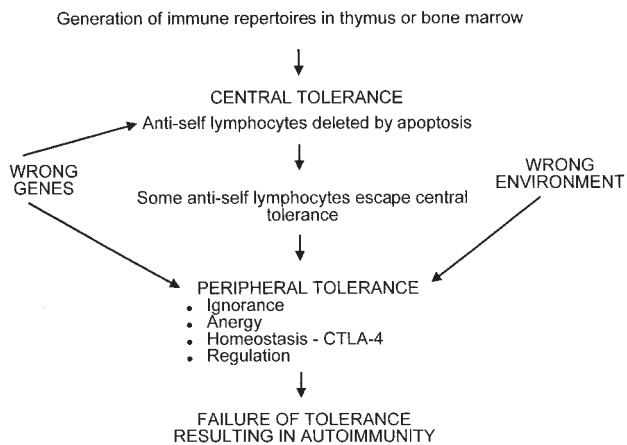 Generation of immune repertoires in thymus or bone marrow
CENTRAL TOLERANCE
Anti-self lymphocytes deleted by apoptosis
WRONG
GENES
WRONG
ENVIRONMENT
Some anti-self lymphocytes escape central
tolerance
PERIPHERAL TOLERANCE
• Ignorance
• Anergy
• Homeostasis - CTLA-4
• Regulation
FAILURE OF TOLERANCE
RESULTING IN AUTOIMMUNITY